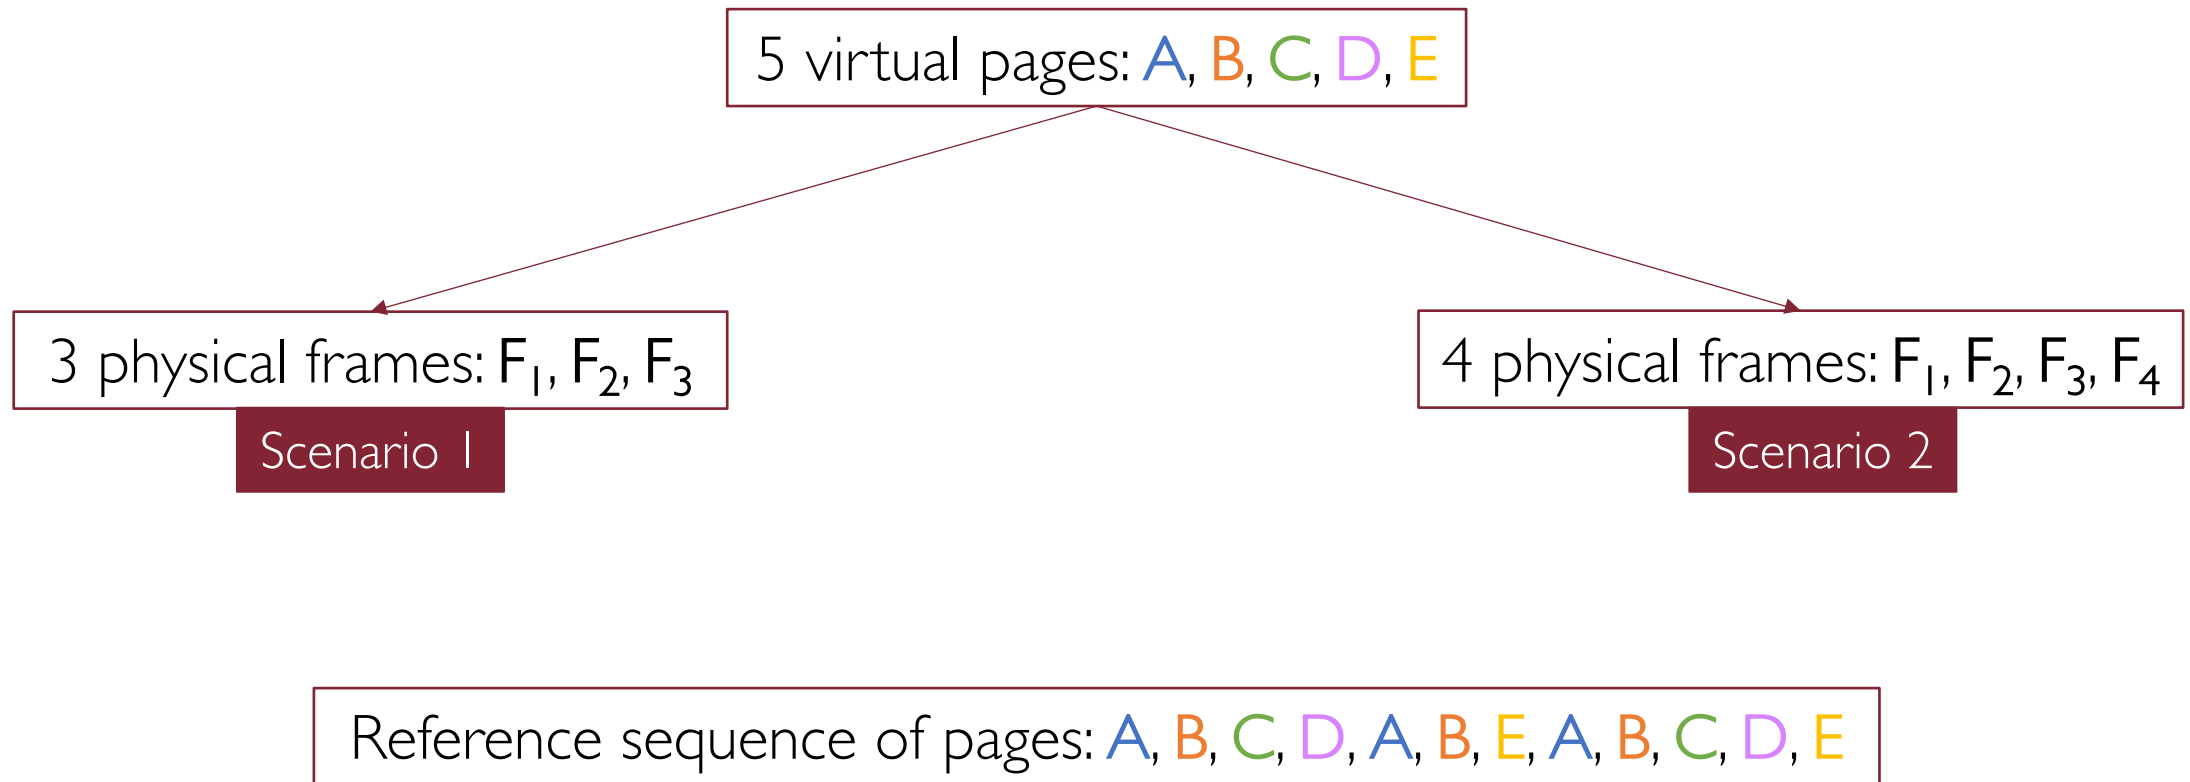 5 virtual pages: A, B, C, D, E
3 physical frames: F₁, F₂, F₃
4 physical frames: F₁, F₂, F₃, F₄
Scenario 1
Scenario 2
Reference sequence of pages: A, B, C, D, A, B, E, A, B, C, D, E